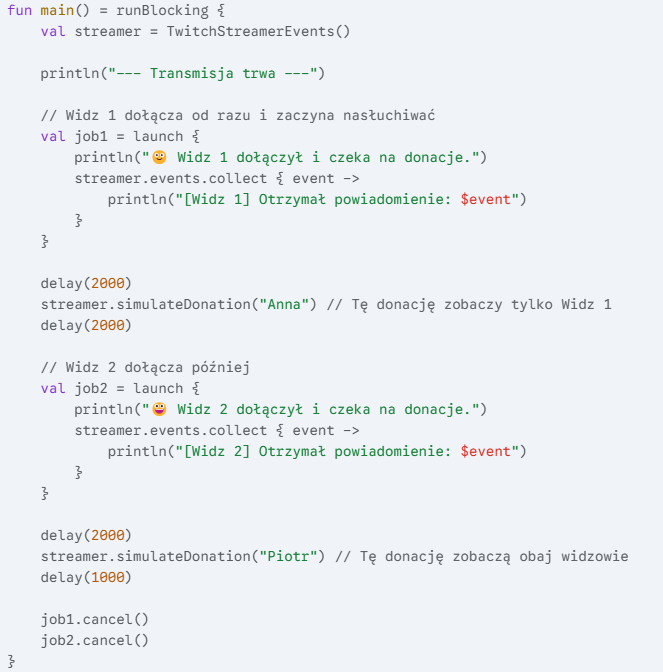 fun main() = runBlocking {
    val streamer = TwitchStreamerEvents()

    println("--- Transmisja trwa ---")

    // Widz 1 dołącza od razu i zaczyna nasłuchiwać
    val job1 = launch {
        println("🙂 Widz 1 dołączył i czeka na donacje.")
        streamer.events.collect { event ->
            println("[Widz 1] Otrzymał powiadomienie: $event")
        }
    }

    delay(2000)
    streamer.simulateDonation("Anna") // Tę donację zobaczy tylko Widz 1
    delay(2000)

    // Widz 2 dołącza później
    val job2 = launch {
        println("😀 Widz 2 dołączył i czeka na donacje.")
        streamer.events.collect { event ->
            println("[Widz 2] Otrzymał powiadomienie: $event")
        }
    }

    delay(2000)
    streamer.simulateDonation("Piotr") // Tę donację zobaczą obaj widzowie
    delay(1000)

    job1.cancel()
    job2.cancel()
}